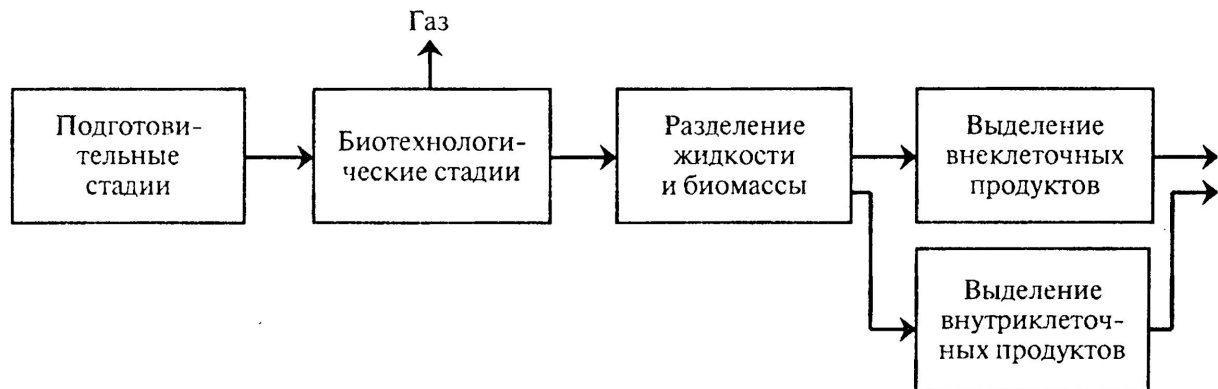 Газ
Подготови-
тельные
стадии
Биотехнологи-
ческие стадии
Разделение
жидкости
и биомассы
Выделение
внеклеточных
продуктов
Выделение
внутриклеточ-
ных продуктов